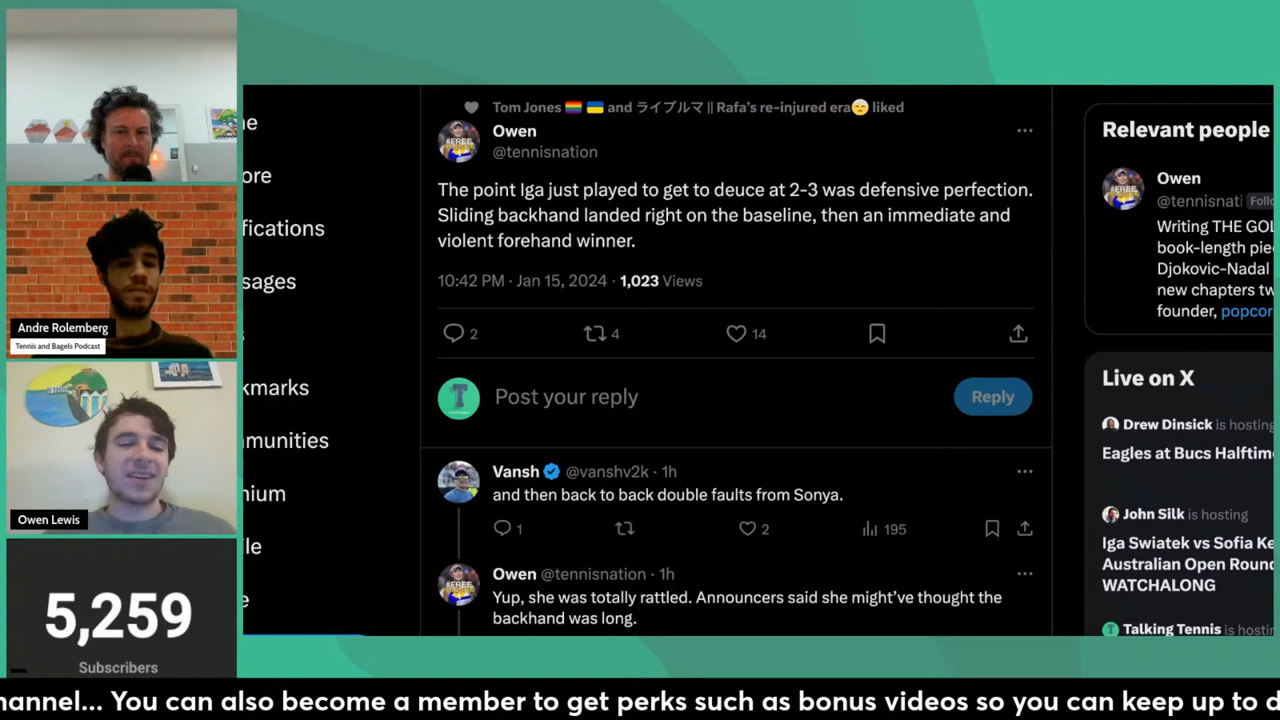 Andre Rolemberg
Tennis and Bagels Podcast
Owen Lewis
5,259
Subscribers
ne
ore
fications
sages
kmarks
munities
nium
le
e
Tom Jones 🏳️‍🌈 🇺🇦 and ライブルマ || Rafa's re-injured era😔 liked
Owen
@tennisnation
The point Iga just played to get to deuce at 2-3 was defensive perfection.
Sliding backhand landed right on the baseline, then an immediate and
violent forehand winner.
10:42 PM · Jan 15, 2024 · 1,023 Views
2 4 14
Post your reply
Reply
Vansh @vanshv2k · 1h
and then back to back double faults from Sonya.
1 2 195
Owen @tennisnation · 1h
Yup, she was totally rattled. Announcers said she might've thought the
backhand was long.
Relevant people
Owen
@tennisnati Follo
Writing THE GOL
book-length pie
Djokovic-Nadal
new chapters tw
founder, popcor
Live on X
Drew Dinsick is hosting
Eagles at Bucs Halftim
John Silk is hosting
Iga Swiatek vs Sofia Ke
Australian Open Round
WATCHALONG
Talking Tennis is hostin
hannel... You can also become a member to get perks such as bonus videos so you can keep up to d